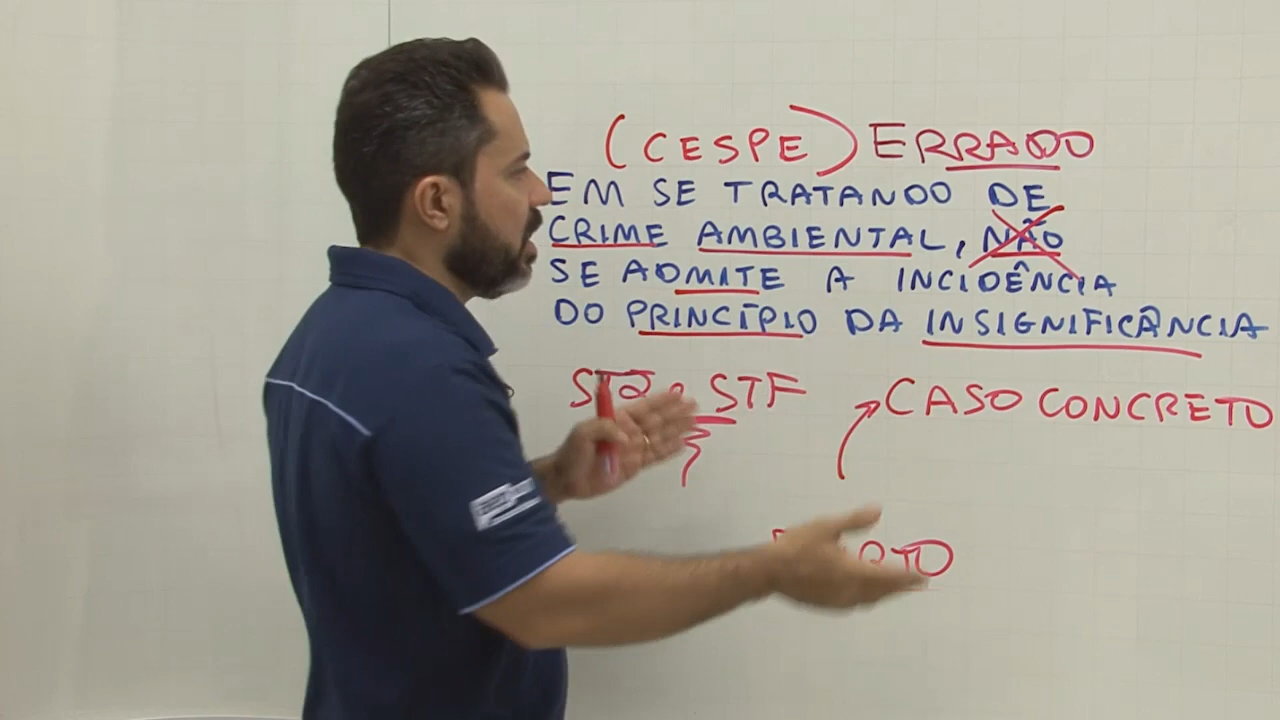 (CESPE) ERRADO
EM SE TRATANDO DE
CRIME AMBIENTAL, NÃO
SE ADMITE A INCIDÊNCIA
DO PRINCÍPIO DA INSIGNIFICÂNCIA
STJ e STF
CASO CONCRETO